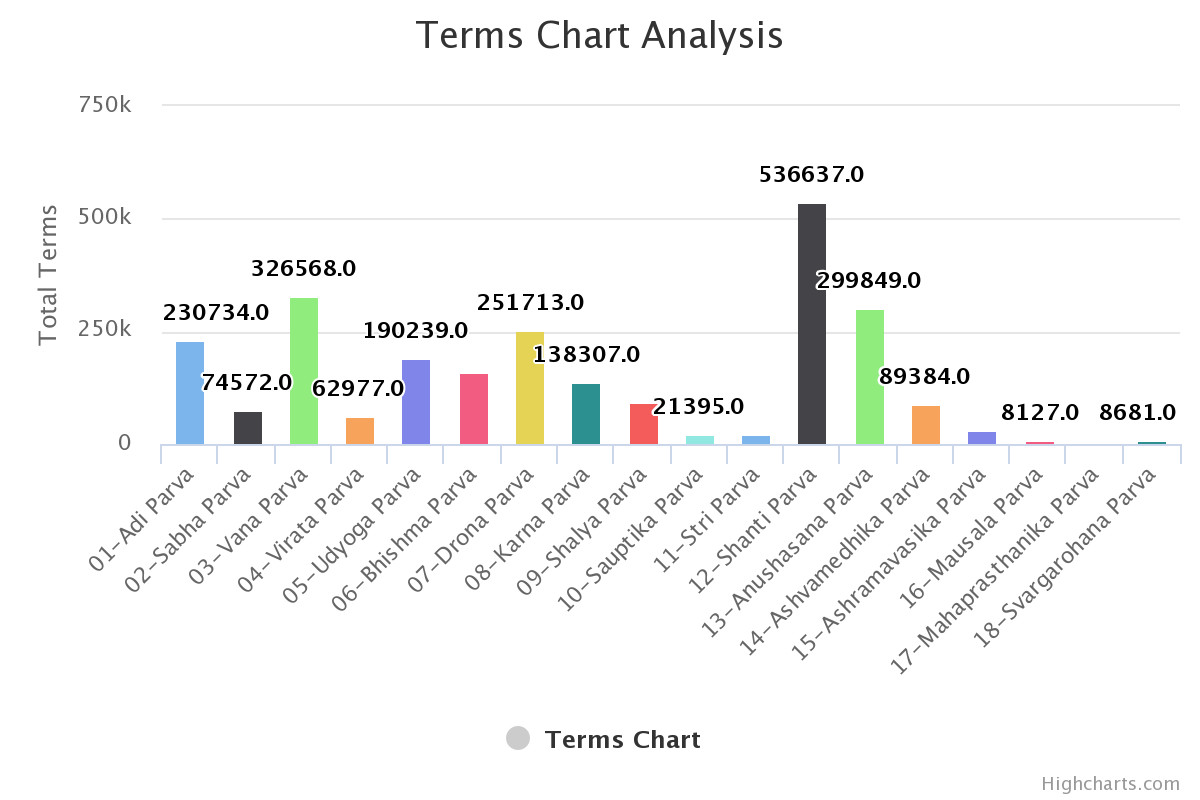 Terms Chart Analysis
Total Terms
750k
500k
250k
0
230734.0
74572.0
326568.0
62977.0
190239.0
251713.0
138307.0
21395.0
536637.0
299849.0
89384.0
8127.0
8681.0
01-Adi Parva
02-Sabha Parva
03-Vana Parva
04-Virata Parva
05-Udyoga Parva
06-Bhishma Parva
07-Drona Parva
08-Karna Parva
09-Shalya Parva
10-Sauptika Parva
11-Stri Parva
12-Shanti Parva
13-Anushasana Parva
14-Ashvamedhika Parva
15-Ashramavasika Parva
16-Mausala Parva
17-Mahaprasthanika Parva
18-Svargarohana Parva
Terms Chart
Highcharts.com